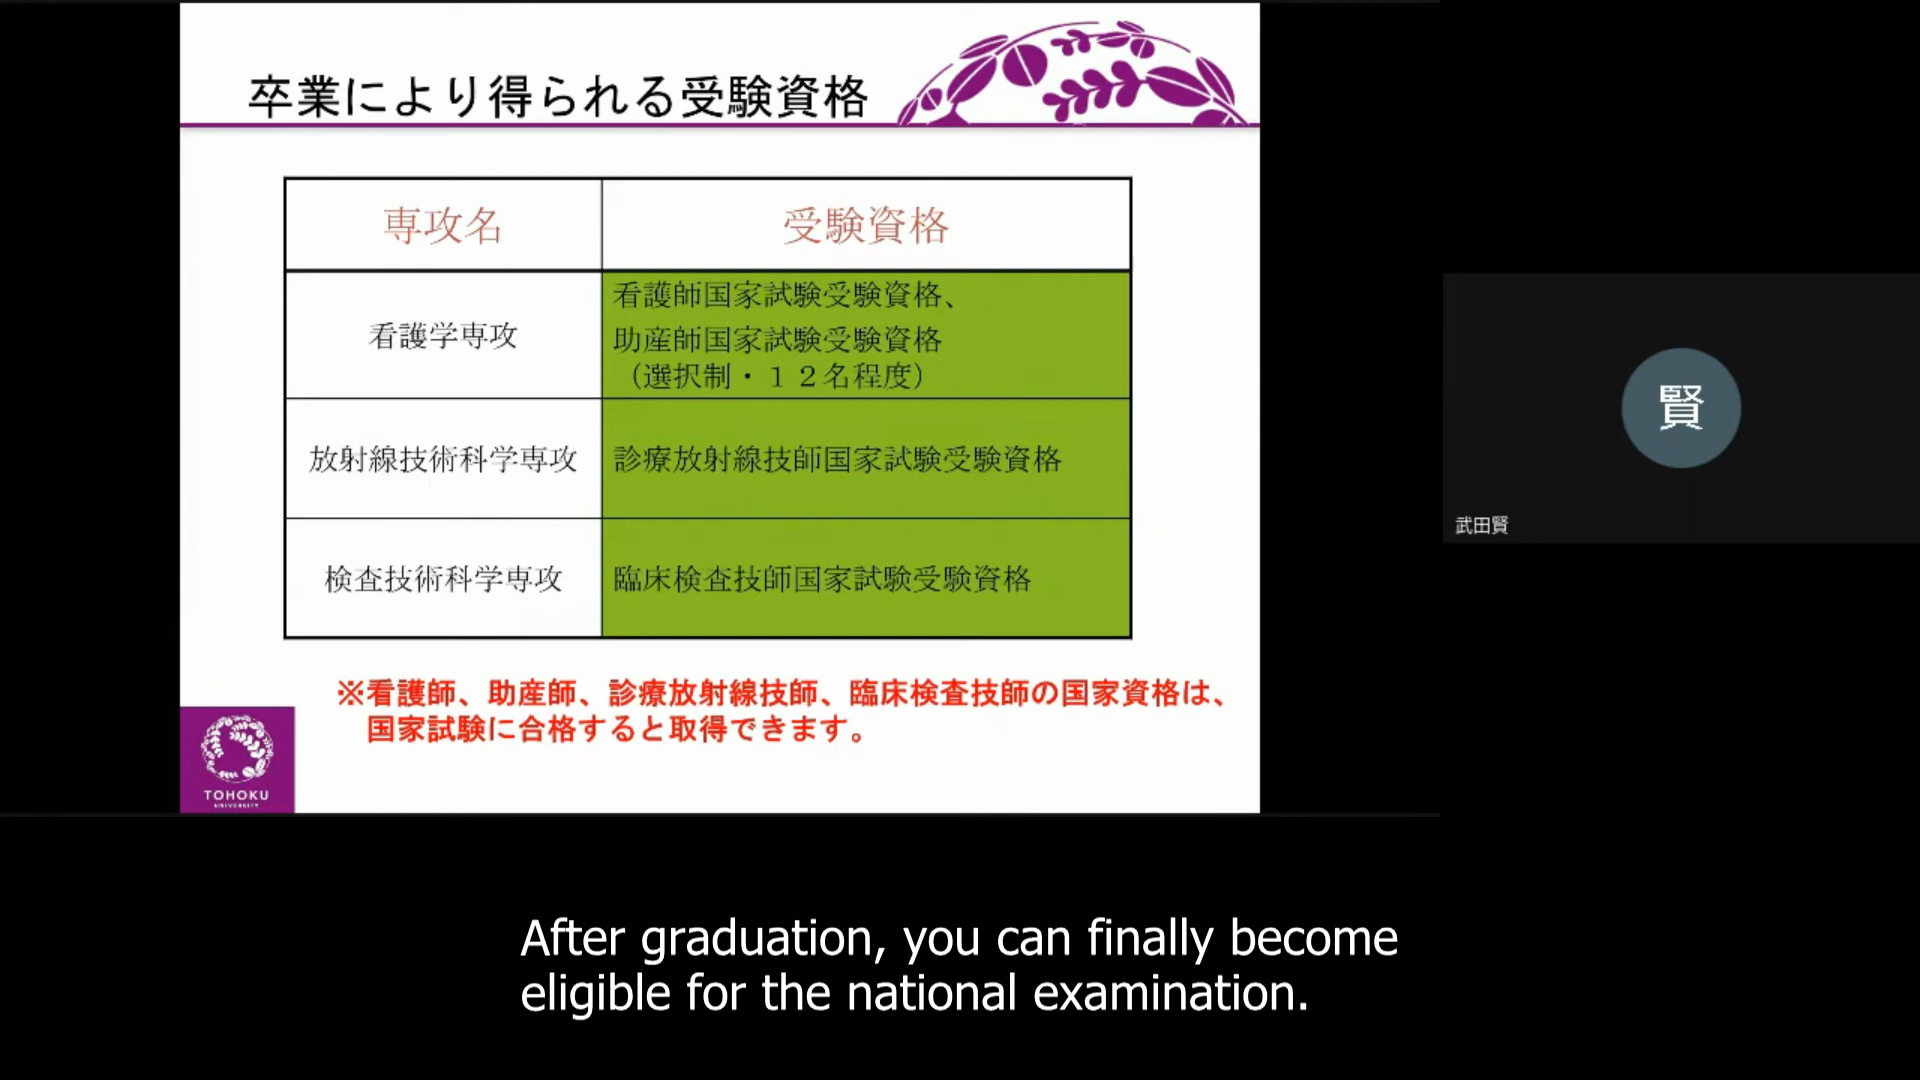 卒業により得られる受験資格
専攻名
受験資格
看護学専攻
看護師国家試験受験資格、
助産師国家試験受験資格
（選択制・１２名程度）
放射線技術科学専攻
診療放射線技師国家試験受験資格
検査技術科学専攻
臨床検査技師国家試験受験資格
※看護師、助産師、診療放射線技師、臨床検査技師の国家資格は、
国家試験に合格すると取得できます。
TOHOKU
UNIVERSITY
賢
武田賢
After graduation, you can finally become
eligible for the national examination.